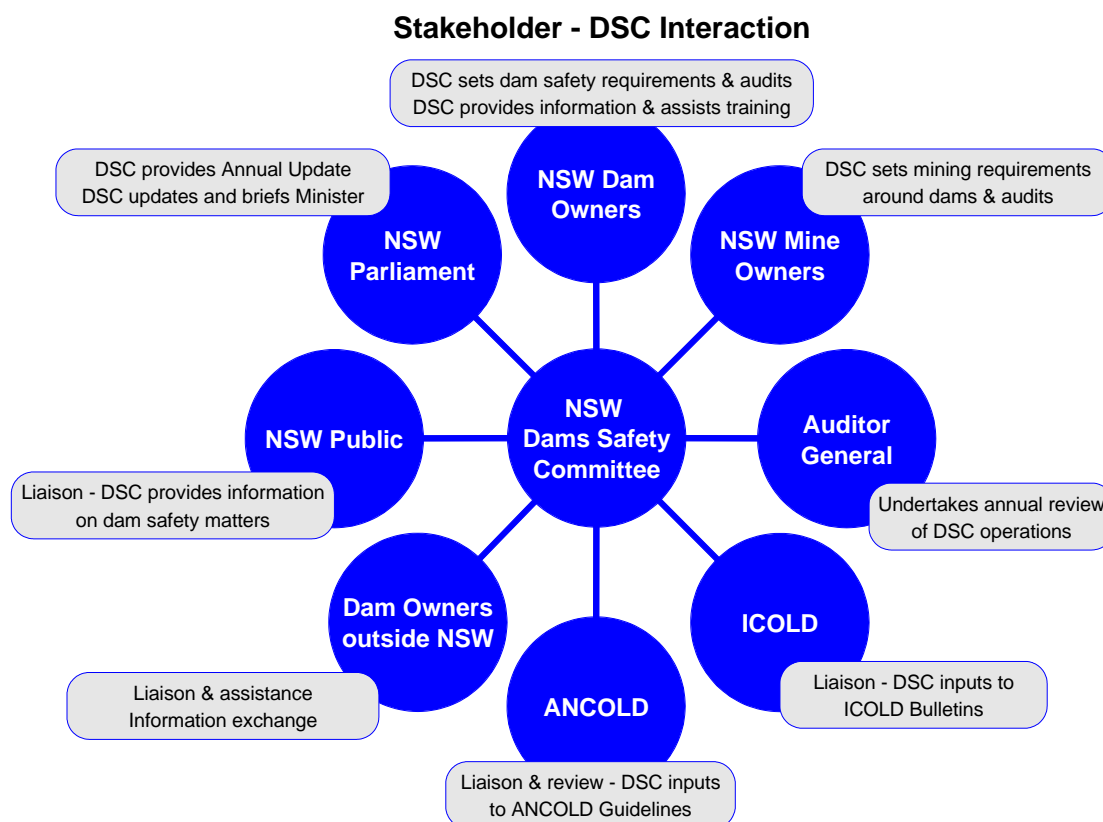 Stakeholder - DSC Interaction
DSC sets dam safety requirements & audits
DSC provides information & assists training
NSW Dam
Owners
DSC provides Annual Update
DSC updates and briefs Minister
NSW
Parliament
DSC sets mining requirements
around dams & audits
NSW Mine
Owners
NSW Public
Liaison - DSC provides information
on dam safety matters
NSW
Dams Safety
Committee
Auditor
General
Undertakes annual review
of DSC operations
Dam Owners
outside NSW
Liaison & assistance
Information exchange
ANCOLD
Liaison & review - DSC inputs
to ANCOLD Guidelines
ICOLD
Liaison - DSC inputs to
ICOLD Bulletins